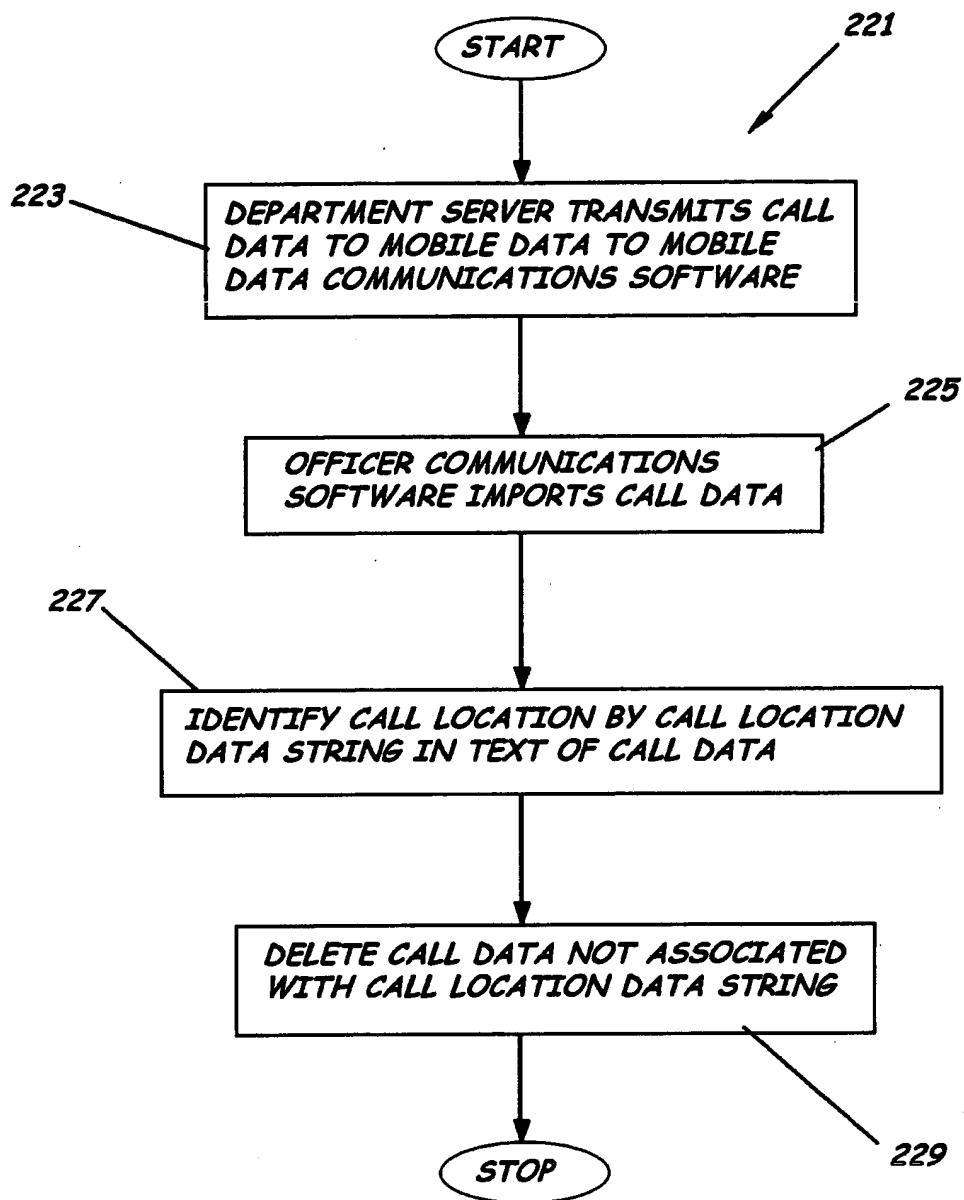 START
221
223
DEPARTMENT SERVER TRANSMITS CALL
DATA TO MOBILE DATA TO MOBILE
DATA COMMUNICATIONS SOFTWARE
225
OFFICER COMMUNICATIONS
SOFTWARE IMPORTS CALL DATA
227
IDENTIFY CALL LOCATION BY CALL LOCATION
DATA STRING IN TEXT OF CALL DATA
DELETE CALL DATA NOT ASSOCIATED
WITH CALL LOCATION DATA STRING
229
STOP